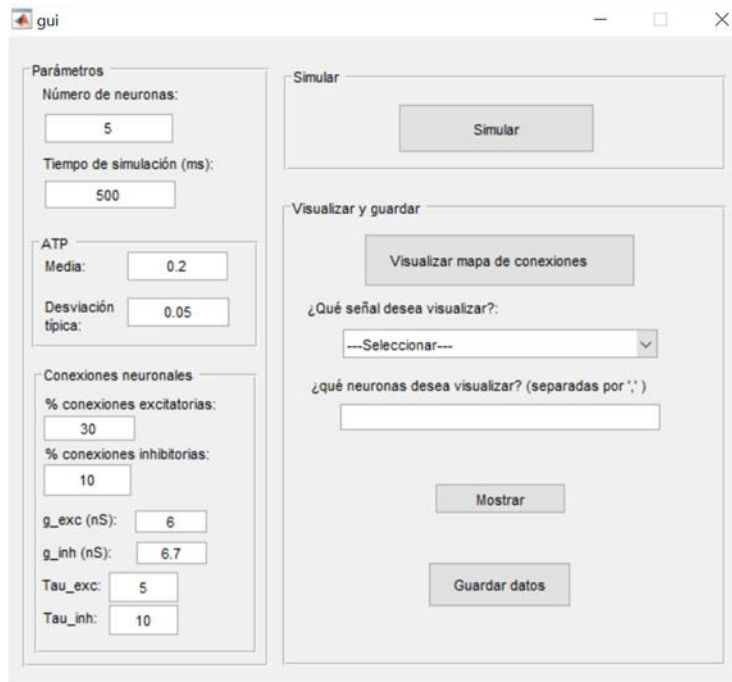 gui
Parámetros
Número de neuronas:
5
Tiempo de simulación (ms):
500
ATP
Media:
0.2
Desviación
típica:
0.05
Conexiones neuronales
% conexiones excitatorias:
30
% conexiones inhibitorias:
10
g_exc (nS):
6
g_inh (nS):
6.7
Tau_exc:
5
Tau_inh:
10
Simular
Simular
Visualizar y guardar
Visualizar mapa de conexiones
¿Qué señal desea visualizar?:
---Seleccionar---
¿qué neuronas desea visualizar? (separadas por ',' )
Mostrar
Guardar datos